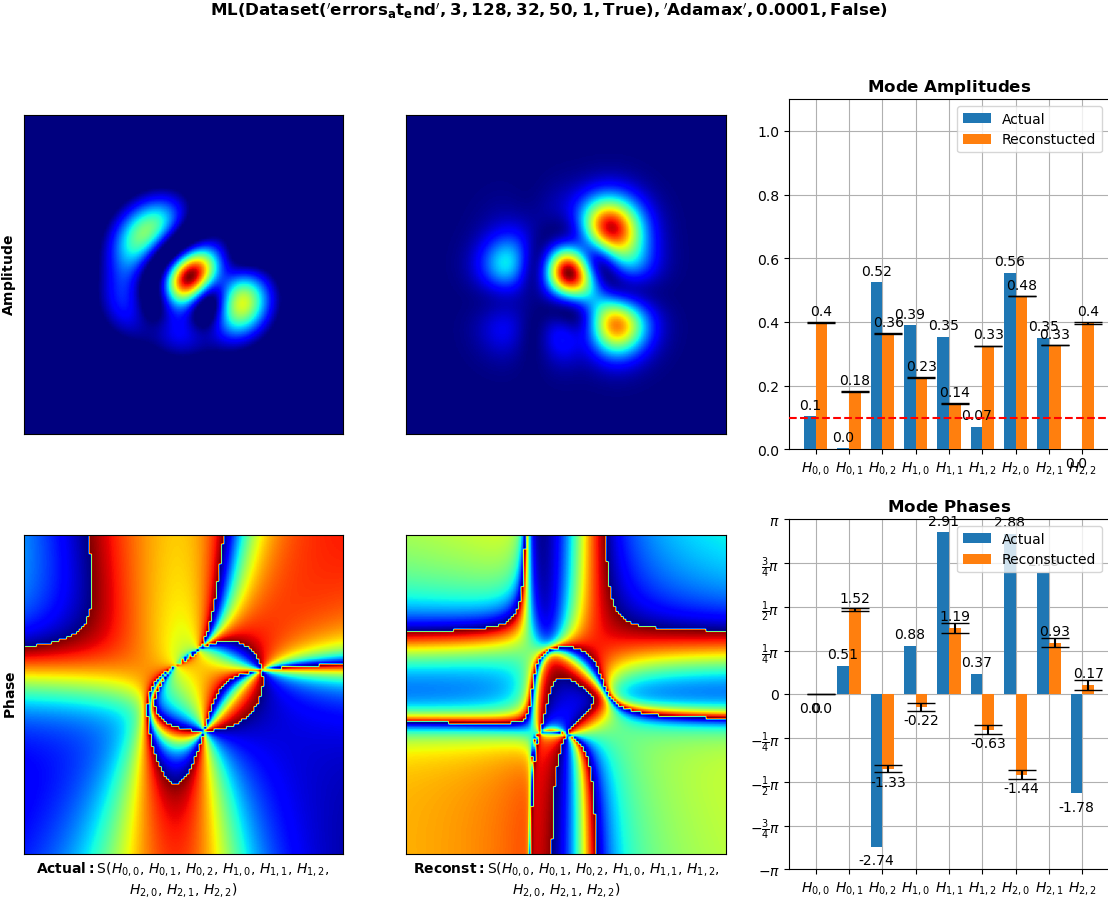 ML(Dataset('errors_at_end', 3, 128, 32, 50, 1, True), 'Adamax', 0.0001, False)
Amplitude
Mode Amplitudes
Actual
Reconstucted
1.0
0.8
0.6
0.4
0.2
0.0
0.1
0.4
0.0
0.18
0.52
0.36
0.39
0.23
0.35
0.14
0.07
0.33
0.56
0.48
0.35
0.33
0.0
0.4
H0,0 H0,1 H0,2 H1,0 H1,1 H1,2 H2,0 H2,1 H2,2
Phase
Actual: S(H0,0, H0,1, H0,2, H1,0, H1,1, H1,2,
H2,0, H2,1, H2,2)
Reconst: S(H0,0, H0,1, H0,2, H1,0, H1,1, H1,2,
H2,0, H2,1, H2,2)
Mode Phases
Actual
Reconstucted
π
3/4π
1/2π
1/4π
0
−1/4π
−1/2π
−3/4π
−π
0.0
0.0
0.51
1.52
-2.74
-1.33
0.88
-0.22
2.91
1.19
0.37
-0.63
2.88
-1.44
0.93
-1.78
0.17
H0,0 H0,1 H0,2 H1,0 H1,1 H1,2 H2,0 H2,1 H2,2